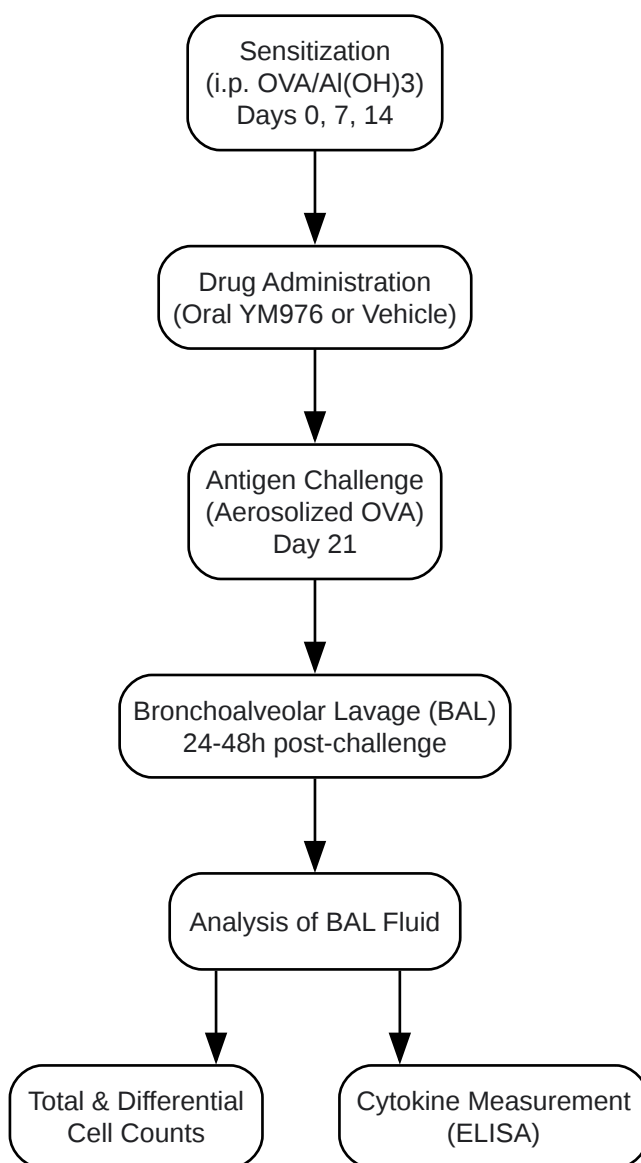 Sensitization
(i.p. OVA/Al(OH)3)
Days 0, 7, 14
Drug Administration
(Oral YM976 or Vehicle)
Antigen Challenge
(Aerosolized OVA)
Day 21
Bronchoalveolar Lavage (BAL)
24-48h post-challenge
Analysis of BAL Fluid
Total & Differential
Cell Counts
Cytokine Measurement
(ELISA)